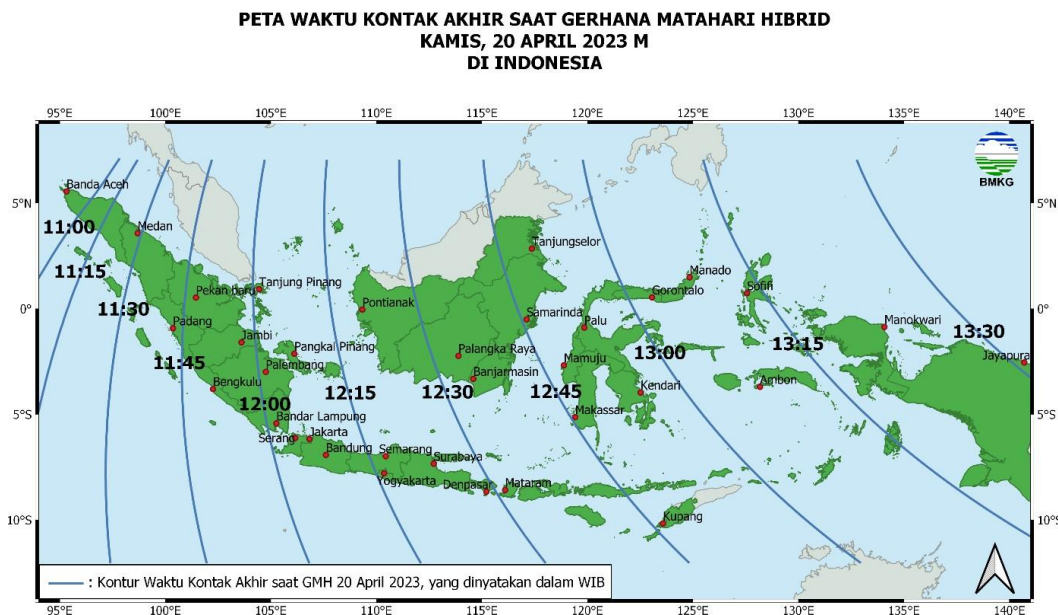 PETA WAKTU KONTAK AKHIR SAAT GERHANA MATAHARI HIBRID
KAMIS, 20 APRIL 2023 M
DI INDONESIA
95°E 100°E 105°E 110°E 115°E 120°E 125°E 130°E 135°E 140°E
BMKG
Banda Aceh
5°N 5°N
11:00
Medan
Tanjungselor
11:15
Manado
Tanjung Pinang
Sofifi
Pekan baru
Gorontalo
11:30
0° 0°
Pontianak
Samarinda
Manokwari
Padang
Palu
13:30
Jambi
13:00
13:15
Pangkal Pinang
Palangka Raya
Jayapura
11:45
Mamuju
Palembang
Banjarmasin
Bengkulu
12:15
12:30
12:45
Kendari
Ambon
12:00
5°S 5°S
Bandar Lampung
Makassar
Serang
Jakarta
Bandung
Semarang
Surabaya
Yogyakarta
Denpasar
Mataram
10°S 10°S
Kupang
: Kontur Waktu Kontak Akhir saat GMH 20 April 2023, yang dinyatakan dalam WIB
95°E 100°E 105°E 110°E 115°E 120°E 125°E 130°E 135°E 140°E